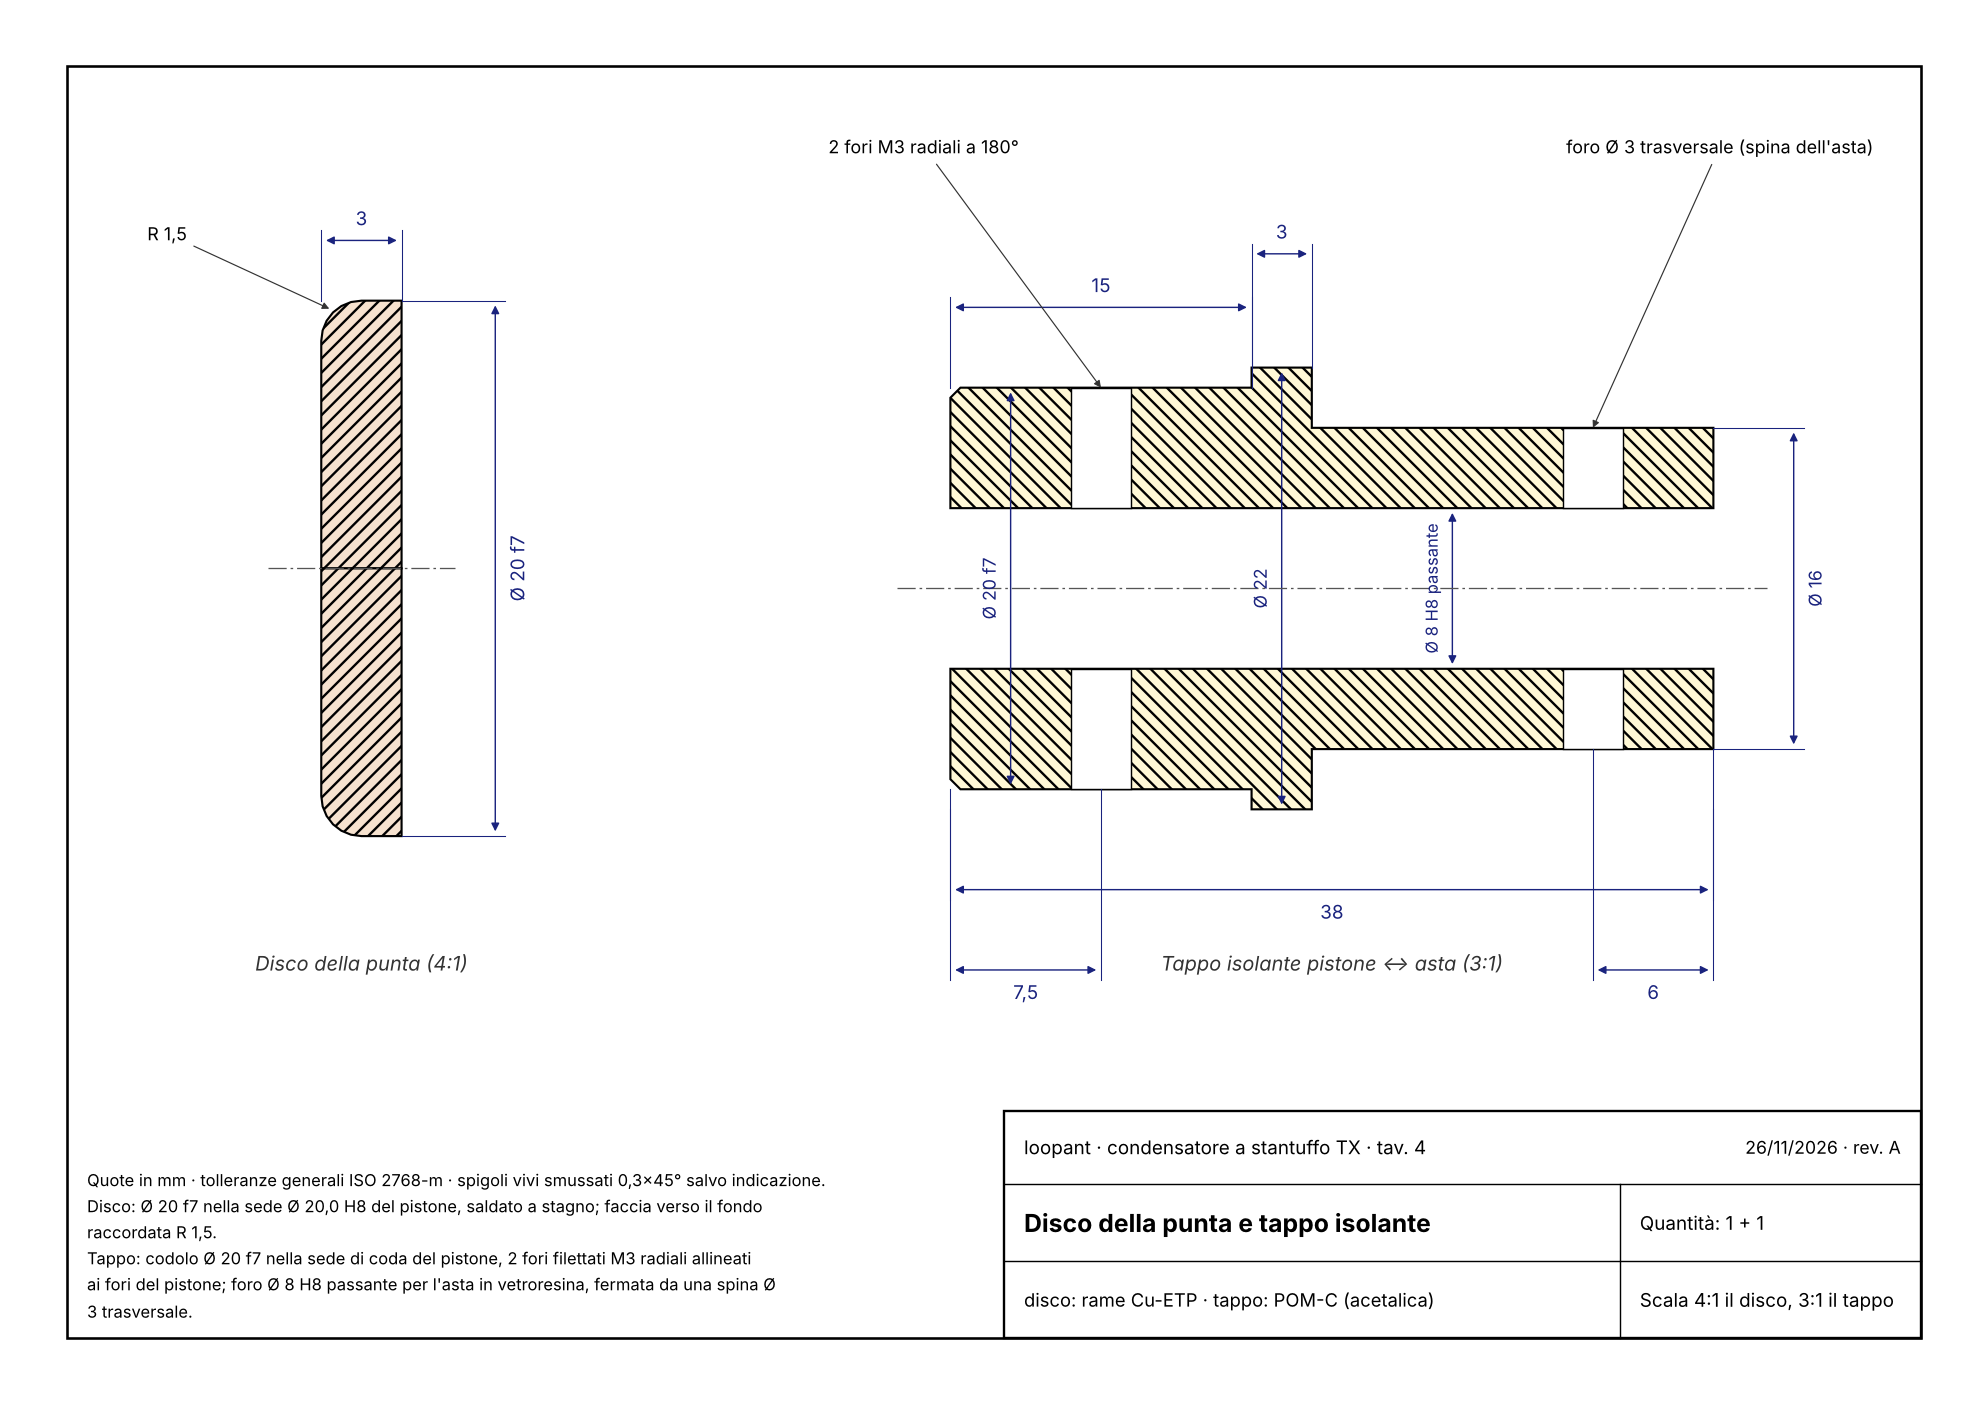 2 fori M3 radiali a 180°
foro Ø 3 trasversale (spina dell'asta)
R 1,5
3
3
15
Ø 20 f7
Ø 20 f7
Ø 22
Ø 8 H8 passante
Ø 16
38
Disco della punta (4:1)
Tappo isolante pistone ↔ asta (3:1)
7,5
6
Quote in mm · tolleranze generali ISO 2768-m · spigoli vivi smussati 0,3×45° salvo indicazione.
Disco: Ø 20 f7 nella sede Ø 20,0 H8 del pistone, saldato a stagno; faccia verso il fondo
raccordata R 1,5.
Tappo: codolo Ø 20 f7 nella sede di coda del pistone, 2 fori filettati M3 radiali allineati
ai fori del pistone; foro Ø 8 H8 passante per l'asta in vetroresina, fermata da una spina Ø
3 trasversale.
loopant · condensatore a stantuffo TX · tav. 4
26/11/2026 · rev. A
Disco della punta e tappo isolante
Quantità: 1 + 1
disco: rame Cu-ETP · tappo: POM-C (acetalica)
Scala 4:1 il disco, 3:1 il tappo